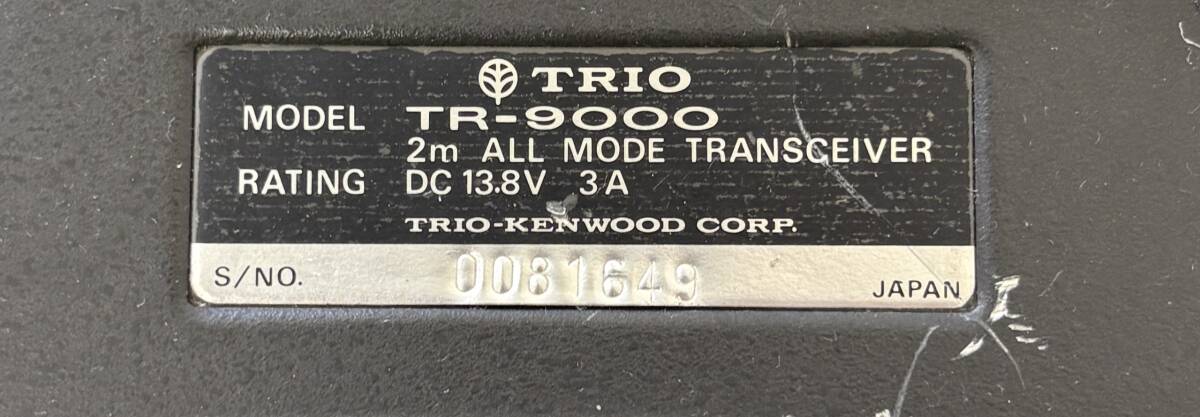 TRIO
MODEL TR-9000
2m ALL MODE TRANSCEIVER
RATING DC 13.8V 3A
TRIO-KENWOOD CORP.
S/NO. 0081649 JAPAN